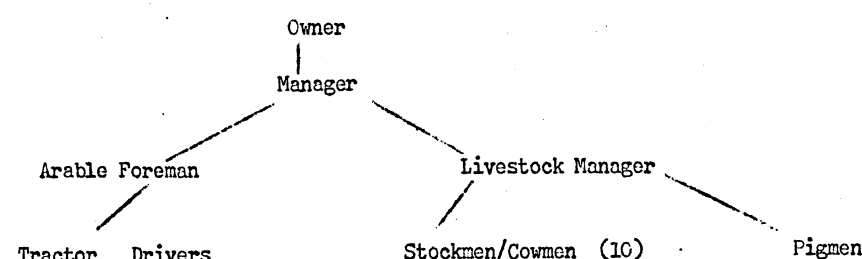 Owner
Manager
Arable Foreman Livestock Manager
Tractor Drivers Stockmen/Cowmen (10) Pigmen